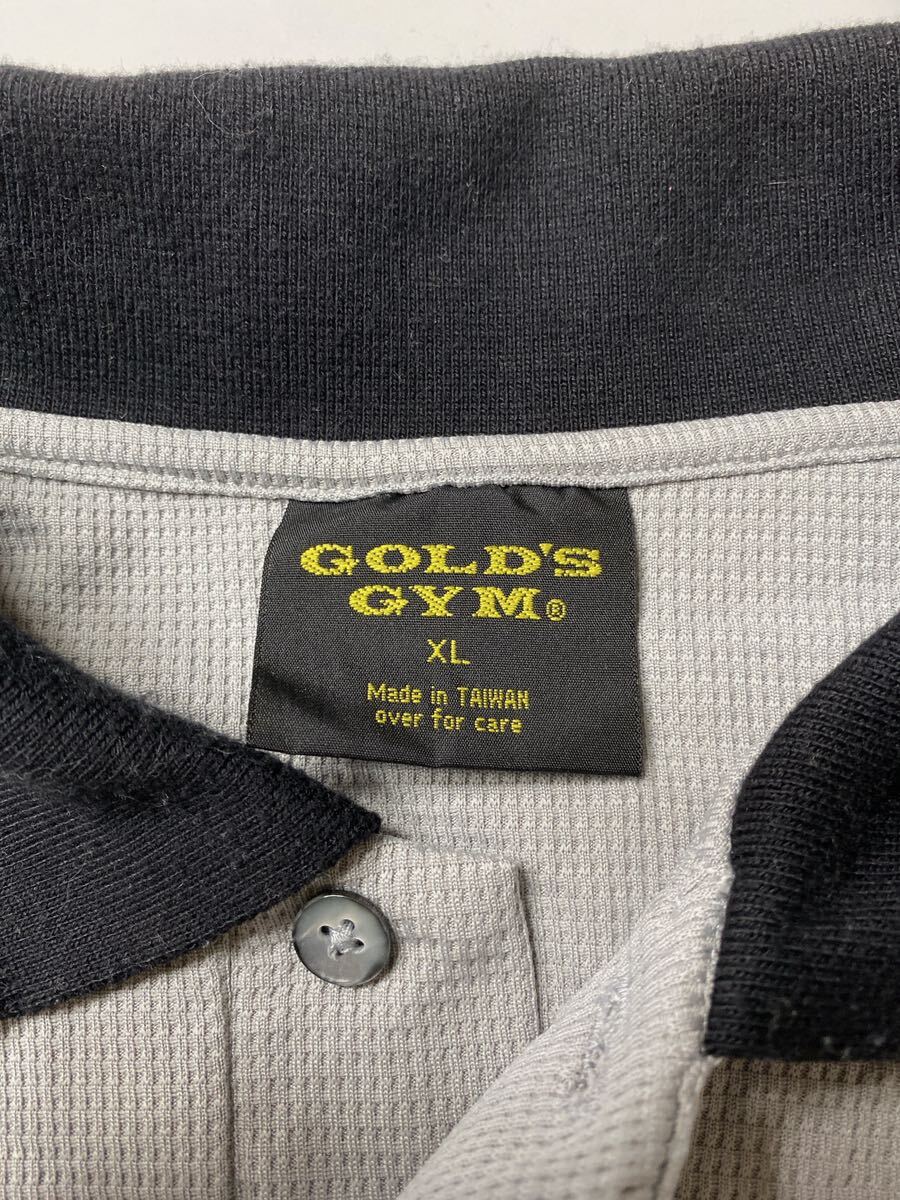 GOLD'S
GYM®
XL
Made in TAIWAN
over for care